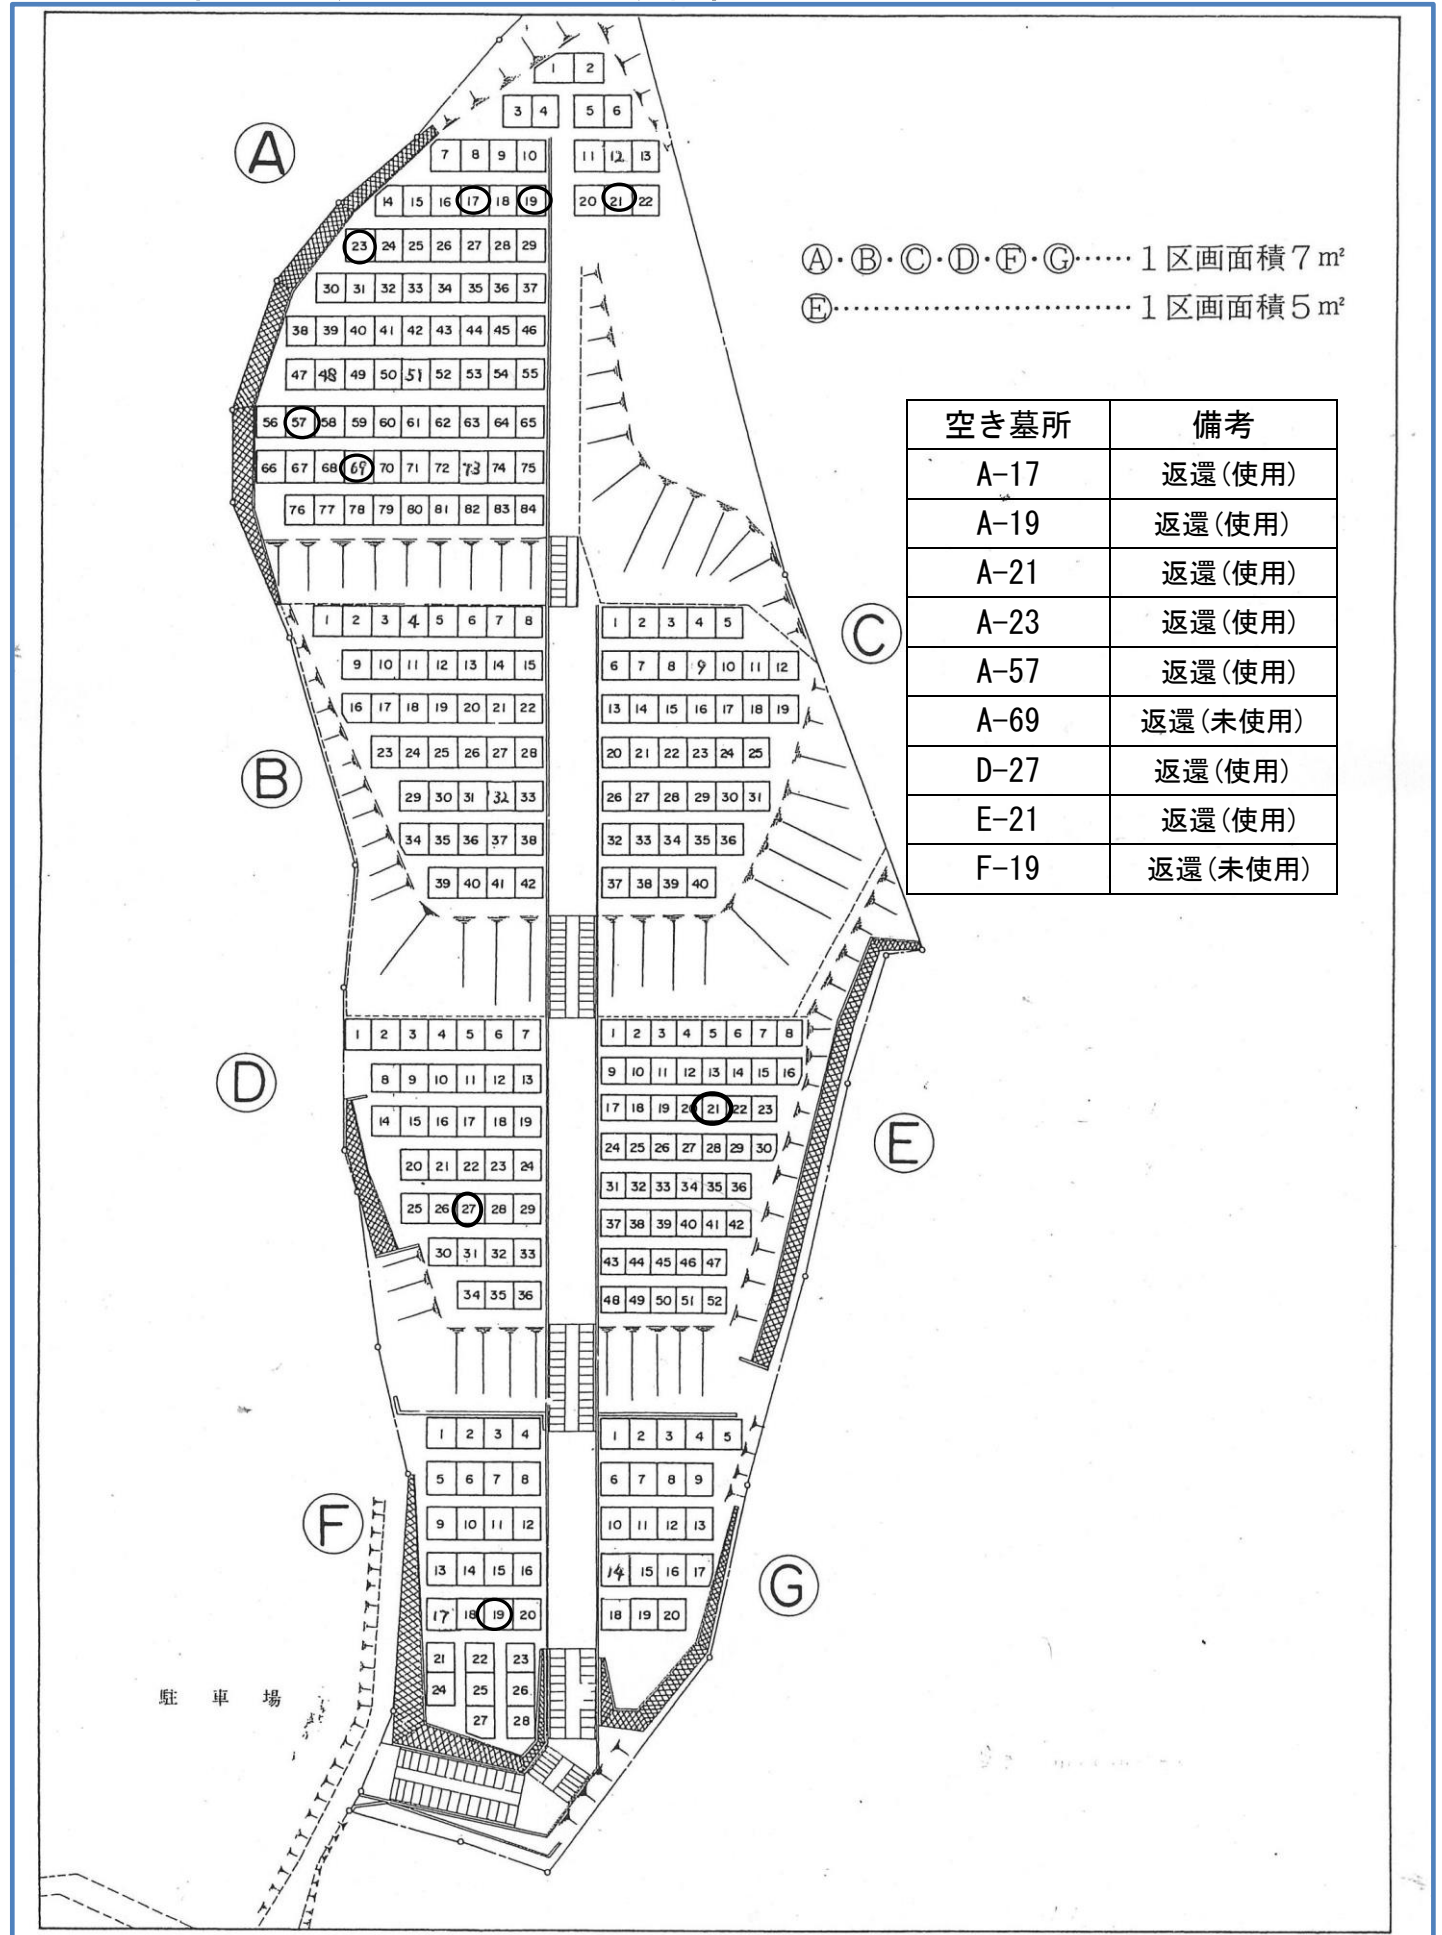 1 2
3 4 5 6
A
7 8 9 10 11 12 13
14 15 16 17 18 19 20 21 22
23 24 25 26 27 28 29
30 31 32 33 34 35 36 37
38 39 40 41 42 43 44 45 46
47 48 49 50 51 52 53 54 55
56 57 58 59 60 61 62 63 64 65
66 67 68 69 70 71 72 73 74 75
76 77 78 79 80 81 82 83 84
Ⓐ・Ⓑ・Ⓒ・Ⓓ・Ⓕ・Ⓖ……1区画面積7㎡
Ⓔ……………………………1区画面積5㎡
空き墓所 備考
A-17 返還(使用)
A-19 返還(使用)
A-21 返還(使用)
A-23 返還(使用)
A-57 返還(使用)
A-69 返還(未使用)
D-27 返還(使用)
E-21 返還(使用)
F-19 返還(未使用)
B
1 2 3 4 5 6 7 8
9 10 11 12 13 14 15
16 17 18 19 20 21 22
23 24 25 26 27 28
29 30 31 32 33
34 35 36 37 38
39 40 41 42
C
1 2 3 4 5
6 7 8 9 10 11 12
13 14 15 16 17 18 19
20 21 22 23 24 25
26 27 28 29 30 31
32 33 34 35 36
37 38 39 40
D
1 2 3 4 5 6 7
8 9 10 11 12 13
14 15 16 17 18 19
20 21 22 23 24
25 26 27 28 29
30 31 32 33
34 35 36
E
1 2 3 4 5 6 7 8
9 10 11 12 13 14 15 16
17 18 19 20 21 22 23
24 25 26 27 28 29 30
31 32 33 34 35 36
37 38 39 40 41 42
43 44 45 46 47
48 49 50 51 52
F
1 2 3 4
5 6 7 8
9 10 11 12
13 14 15 16
17 18 19 20
21 22 23
24 25 26
27 28
G
1 2 3 4 5
6 7 8 9
10 11 12 13
14 15 16 17
18 19 20
駐車場